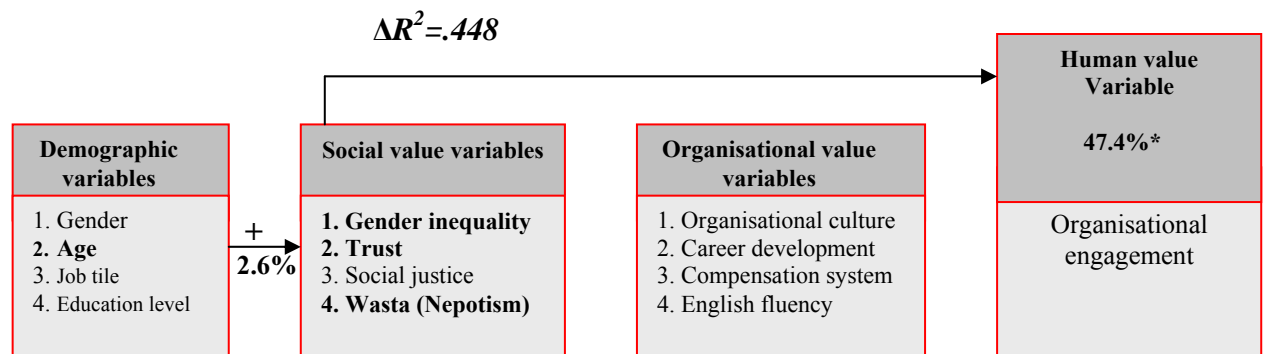 ΔR²=.448
Human value
Variable
47.4%*
Organisational
engagement
Demographic
variables
1. Gender
2. Age
3. Job tile
4. Education level
+
2.6%
Social value variables
1. Gender inequality
2. Trust
3. Social justice
4. Wasta (Nepotism)
Organisational value
variables
1. Organisational culture
2. Career development
3. Compensation system
4. English fluency